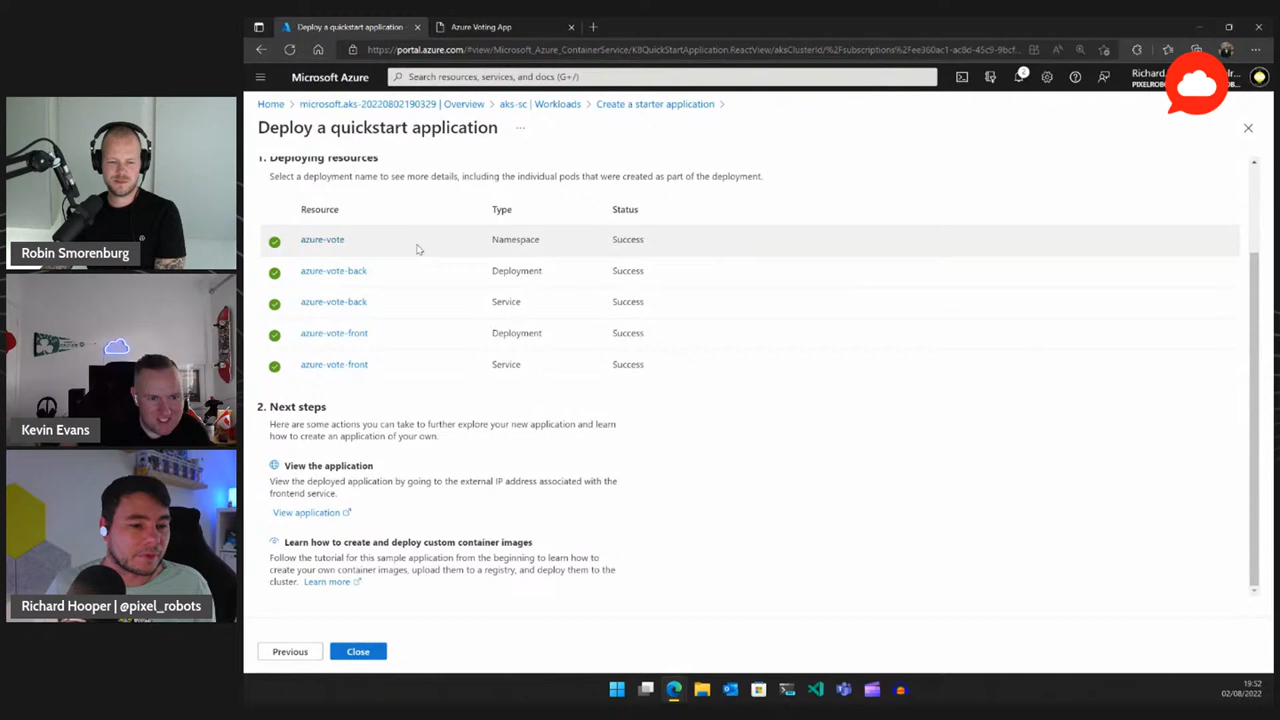 Deploy a quickstart application
Azure Voting App
https://portal.azure.com/#view/Microsoft_Azure_ContainerService/K8QuickStartApplication.ReactView/aksClusterId/%2Fsubscriptions%2Fee360ac1-ac8d-45c9-9bcf...
Microsoft Azure
Search resources, services, and docs (G+/)
2
Home > microsoft.aks-20220802190329 | Overview > aks-sc | Workloads > Create a starter application >
Deploy a quickstart application ...
1. Deploying resources
Select a deployment name to see more details, including the individual pods that were created as part of the deployment.
Resource Type Status
azure-vote Namespace Success
azure-vote-back Deployment Success
azure-vote-back Service Success
azure-vote-front Deployment Success
azure-vote-front Service Success
2. Next steps
Here are some actions you can take to further explore your new application and learn
how to create an application of your own.
View the application
View the deployed application by going to the external IP address associated with the
frontend service.
View application
Learn how to create and deploy custom container images
Follow the tutorial for this sample application from the beginning to learn how to
create your own container images, upload them to a registry, and deploy them to the
cluster. Learn more
Previous
Close
19:52
02/08/2022
Robin Smorenburg
Kevin Evans
Richard Hooper | @pixel_robots